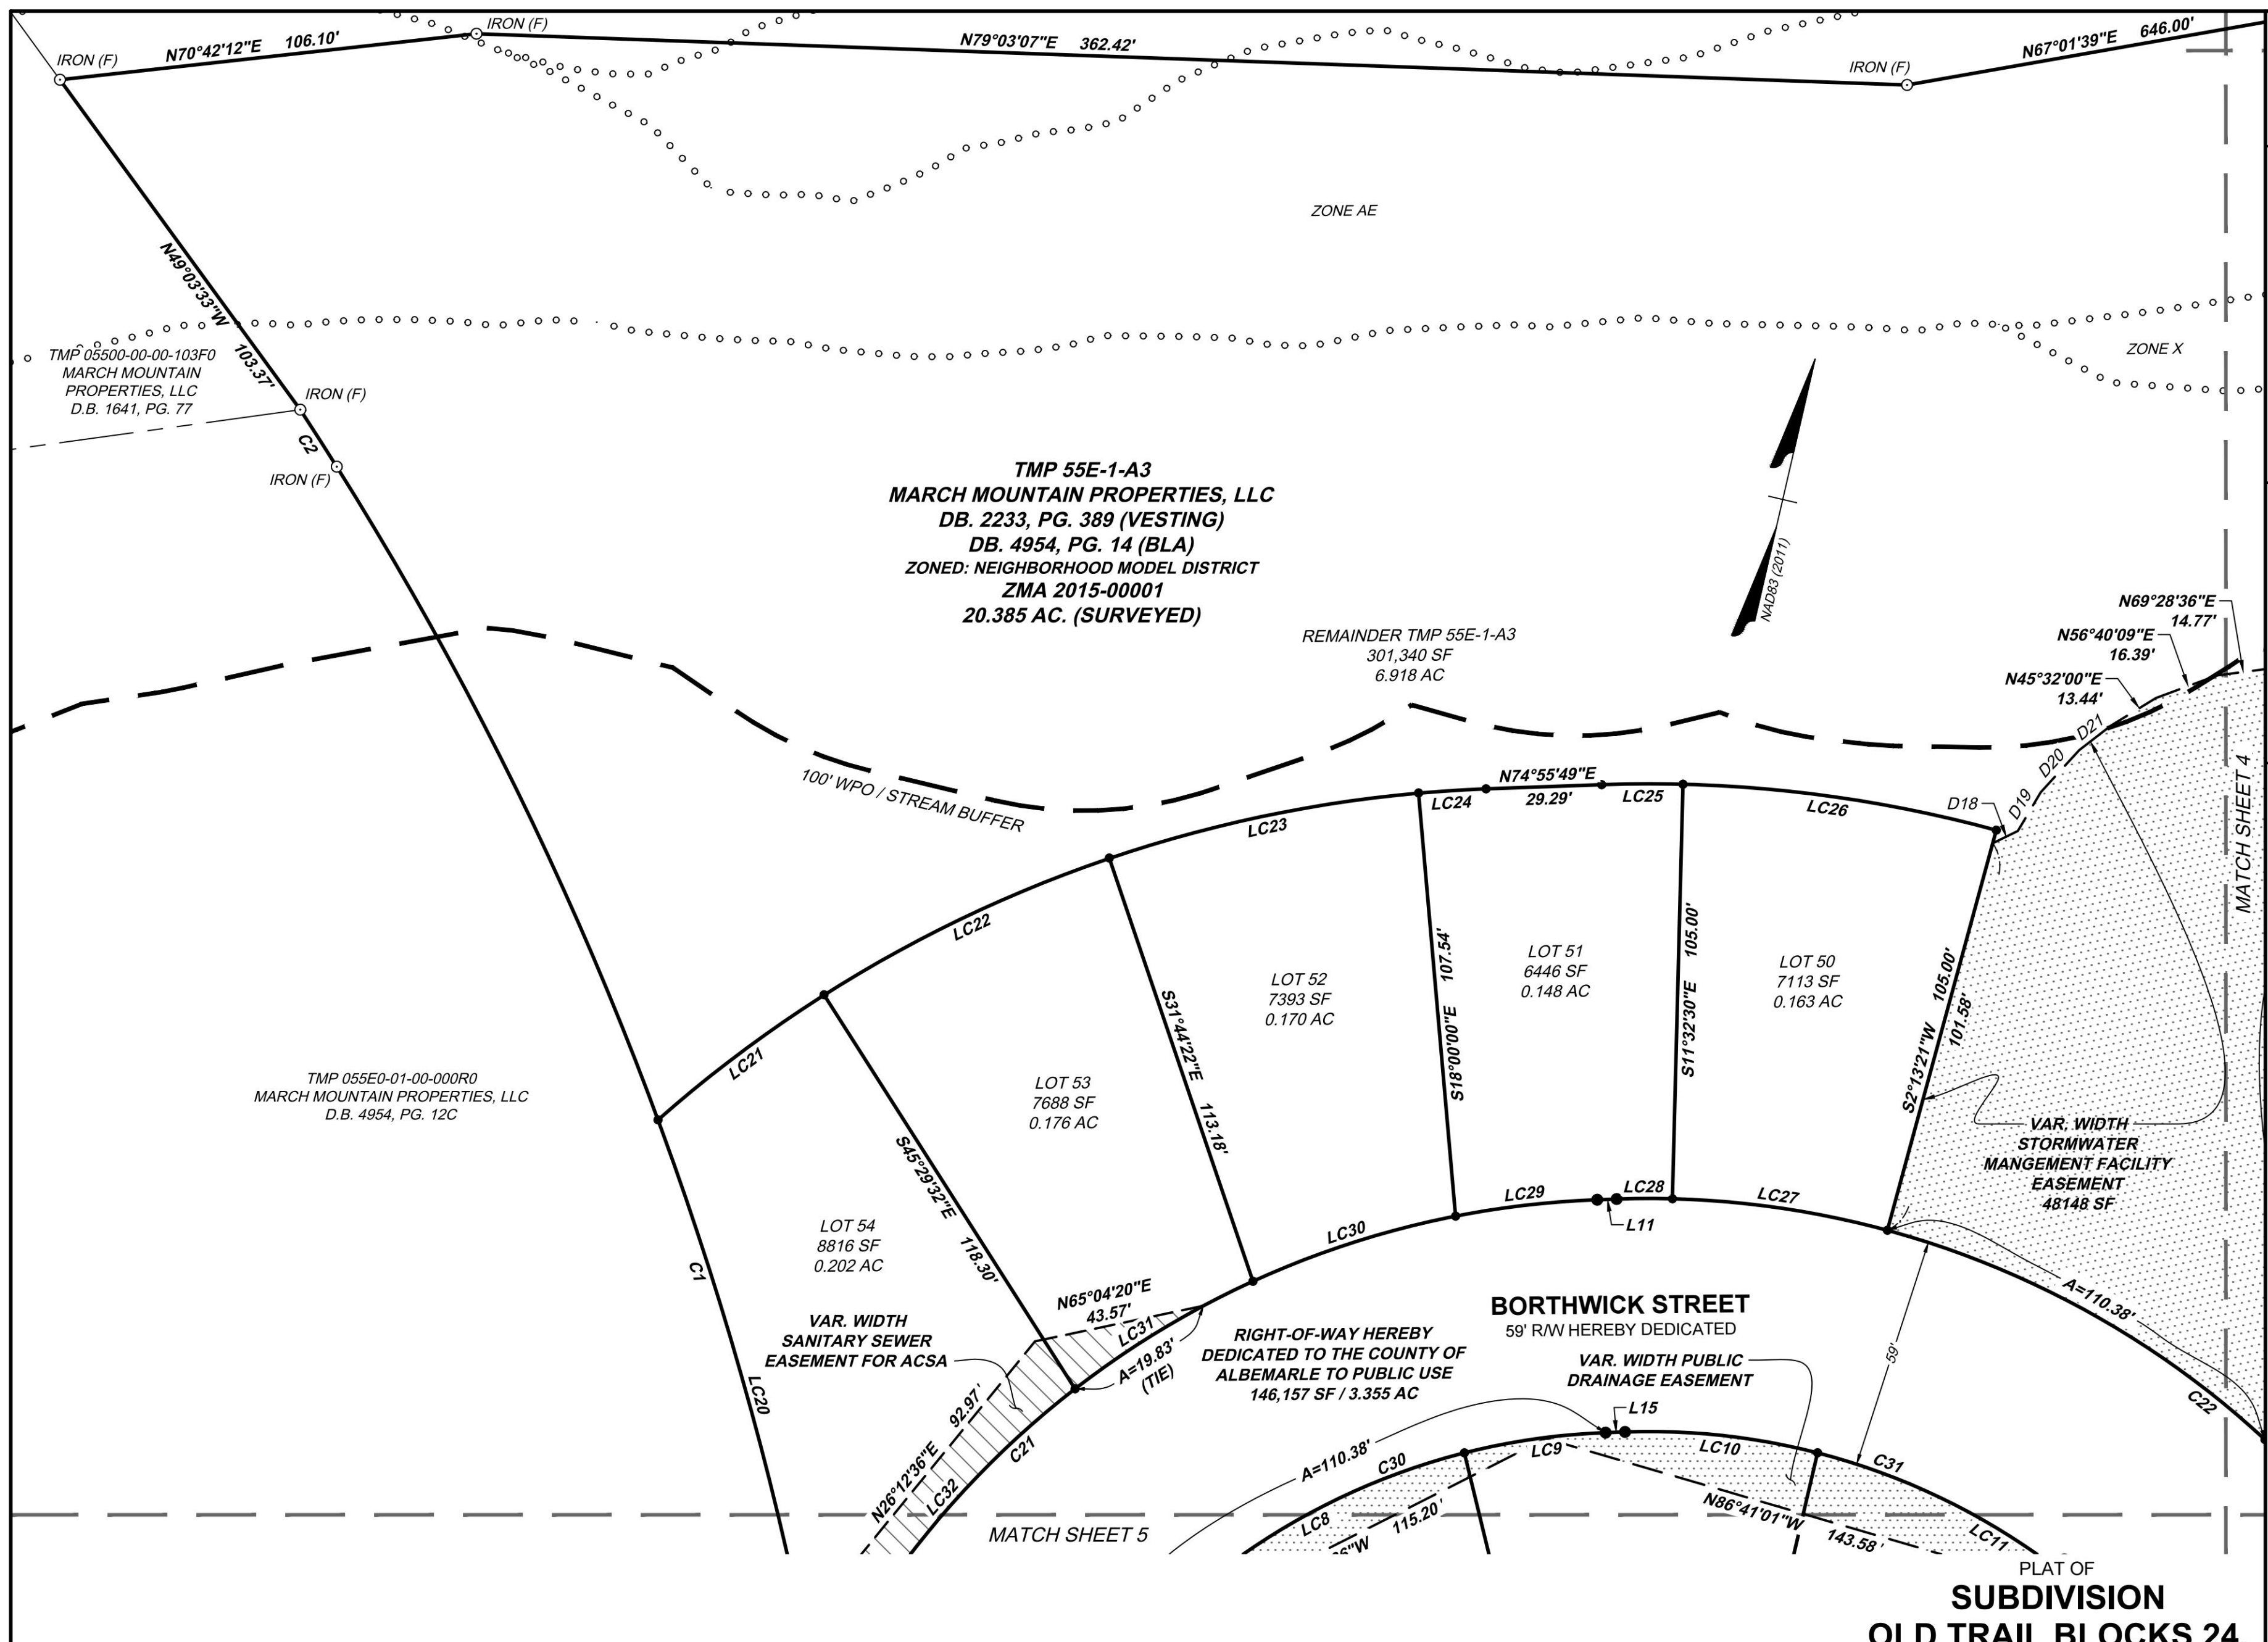 IRON (F)
N70°42'12"E 106.10'
IRON (F)
N79°03'07"E 362.42'
IRON (F)
N67°01'39"E 646.00'
ZONE AE
N49°03'33"W 103.37'
TMP 05500-00-00-103F0
MARCH MOUNTAIN
PROPERTIES, LLC
D.B. 1641, PG. 77
IRON (F)
C2
IRON (F)
ZONE X
TMP 55E-1-A3
MARCH MOUNTAIN PROPERTIES, LLC
DB. 2233, PG. 389 (VESTING)
DB. 4954, PG. 14 (BLA)
ZONED: NEIGHBORHOOD MODEL DISTRICT
ZMA 2015-00001
20.385 AC. (SURVEYED)
NAD83 (2011)
REMAINDER TMP 55E-1-A3
301,340 SF
6.918 AC
N69°28'36"E
14.77'
N56°40'09"E
16.39'
N45°32'00"E
13.44'
D21
D20
D19
D18
MATCH SHEET 4
100' WPO / STREAM BUFFER
N74°55'49"E
29.29'
LC24
LC25
LC26
LC23
LC22
LC21
LOT 52
7393 SF
0.170 AC
S18°00'00"E 107.54'
LOT 51
6446 SF
0.148 AC
S11°32'30"E 105.00'
LOT 50
7113 SF
0.163 AC
S2°13'21"W 105.00'
101.58'
S31°44'22"E 113.18'
LOT 53
7688 SF
0.176 AC
S45°29'32"E 118.30'
TMP 055E0-01-00-000R0
MARCH MOUNTAIN PROPERTIES, LLC
D.B. 4954, PG. 12C
VAR. WIDTH
STORMWATER
MANGEMENT FACILITY
EASEMENT
48148 SF
LC29
LC28
LC27
L11
LC30
LOT 54
8816 SF
0.202 AC
C1
LC20
N65°04'20"E
43.57'
LC31
A=19.83'
(TIE)
VAR. WIDTH
SANITARY SEWER
EASEMENT FOR ACSA
RIGHT-OF-WAY HEREBY
DEDICATED TO THE COUNTY OF
ALBEMARLE TO PUBLIC USE
146,157 SF / 3.355 AC
BORTHWICK STREET
59' R/W HEREBY DEDICATED
VAR. WIDTH PUBLIC
DRAINAGE EASEMENT
59'
A=110.38'
C22
N26°12'36"E 92.97'
C21
LC32
L15
A=110.38'
C30
LC9
LC10
C31
LC8
115.20'
N86°41'01"W 143.58'
LC11
MATCH SHEET 5
PLAT OF
SUBDIVISION
OLD TRAIL BLOCKS 24